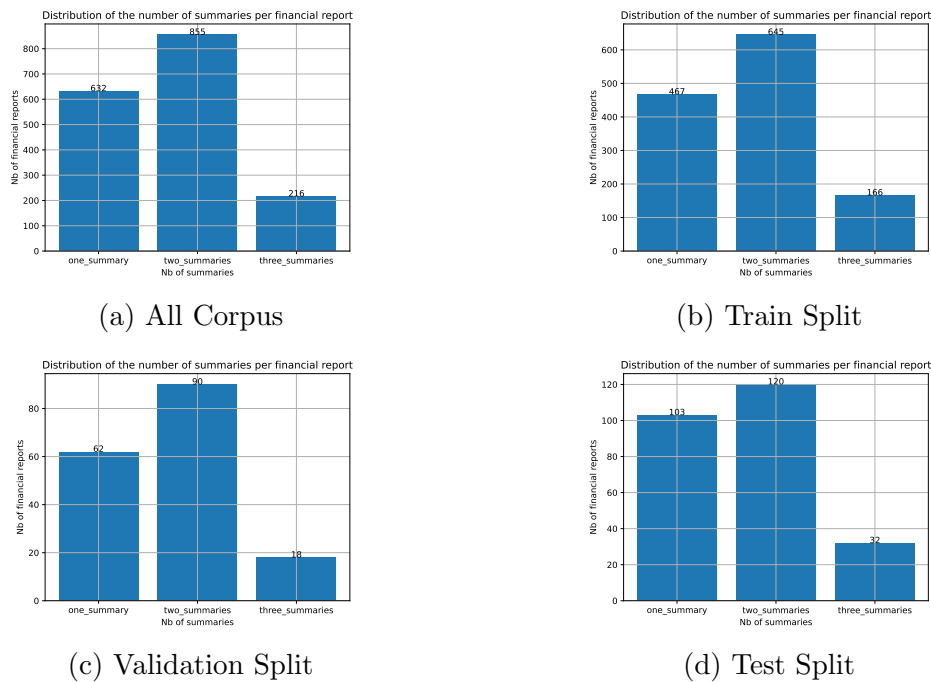 Distribution of the number of summaries per financial report
855
632
216
800
700
600
500
400
300
200
100
0
Nb of financial reports
one_summary two_summaries three_summaries
Nb of summaries
(a) All Corpus
Distribution of the number of summaries per financial report
645
467
166
600
500
400
300
200
100
0
Nb of financial reports
one_summary two_summaries three_summaries
Nb of summaries
(b) Train Split
Distribution of the number of summaries per financial report
90
62
18
80
60
40
20
0
Nb of financial reports
one_summary two_summaries three_summaries
Nb of summaries
(c) Validation Split
Distribution of the number of summaries per financial report
120
103
32
120
100
80
60
40
20
0
Nb of financial reports
one_summary two_summaries three_summaries
Nb of summaries
(d) Test Split